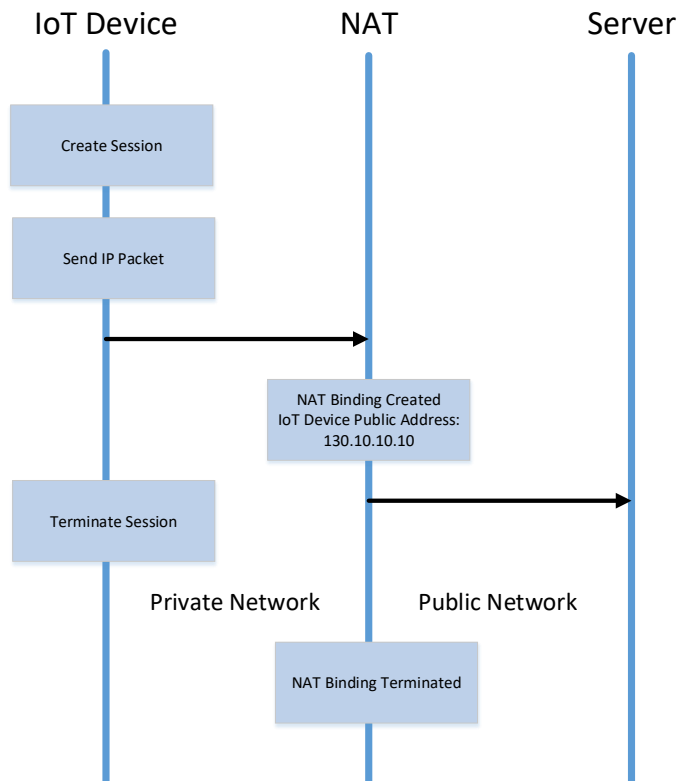 IoT Device
NAT
Server
Create Session
Send IP Packet
NAT Binding Created
IoT Device Public Address:
130.10.10.10
Terminate Session
Private Network
Public Network
NAT Binding Terminated